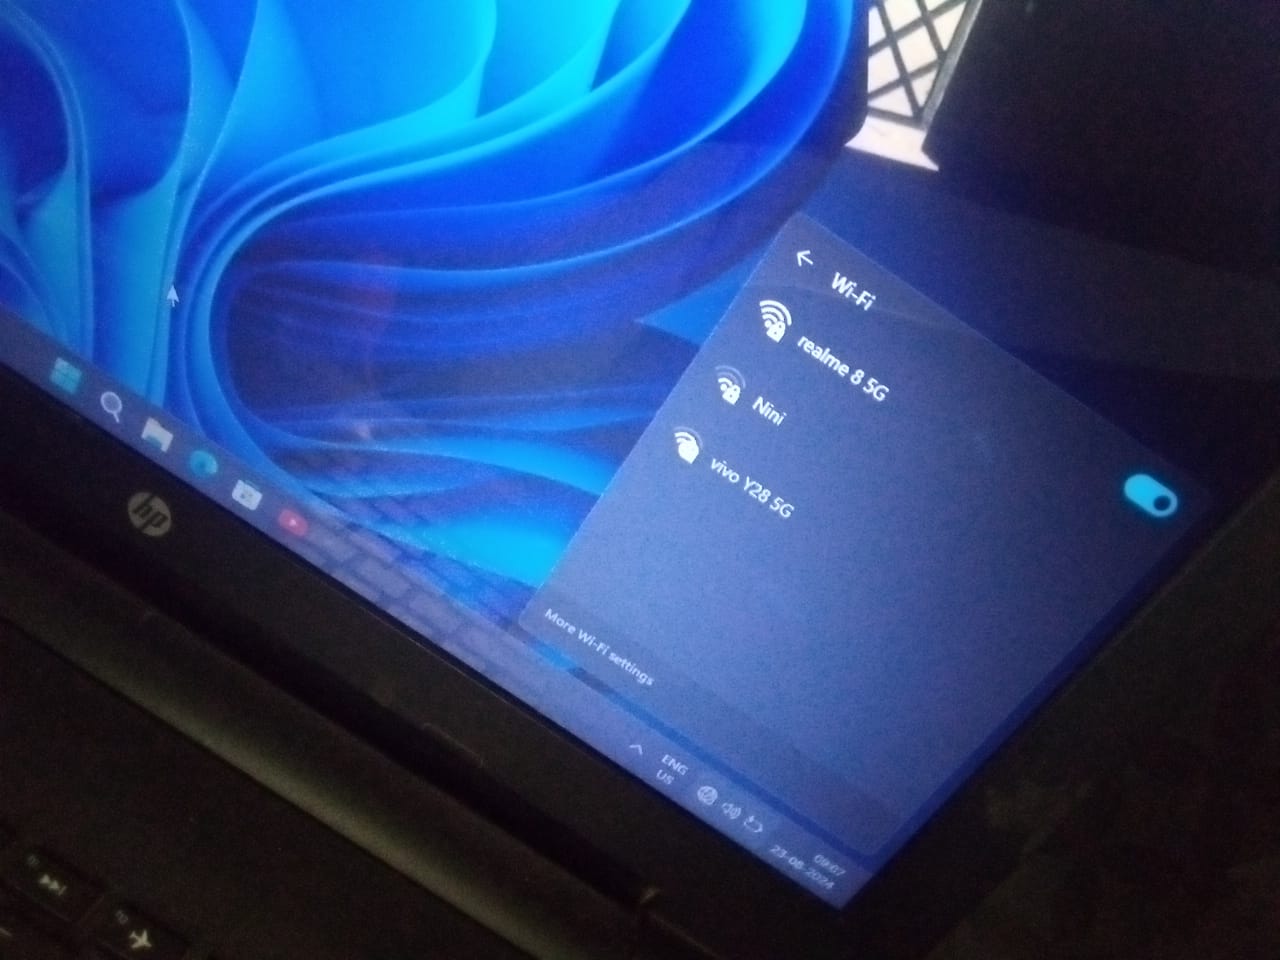 Wi-Fi
realme 8 5G
Nini
vivo Y28 5G
More Wi-Fi settings
ENG
US
09:07
23-08-2024
hp